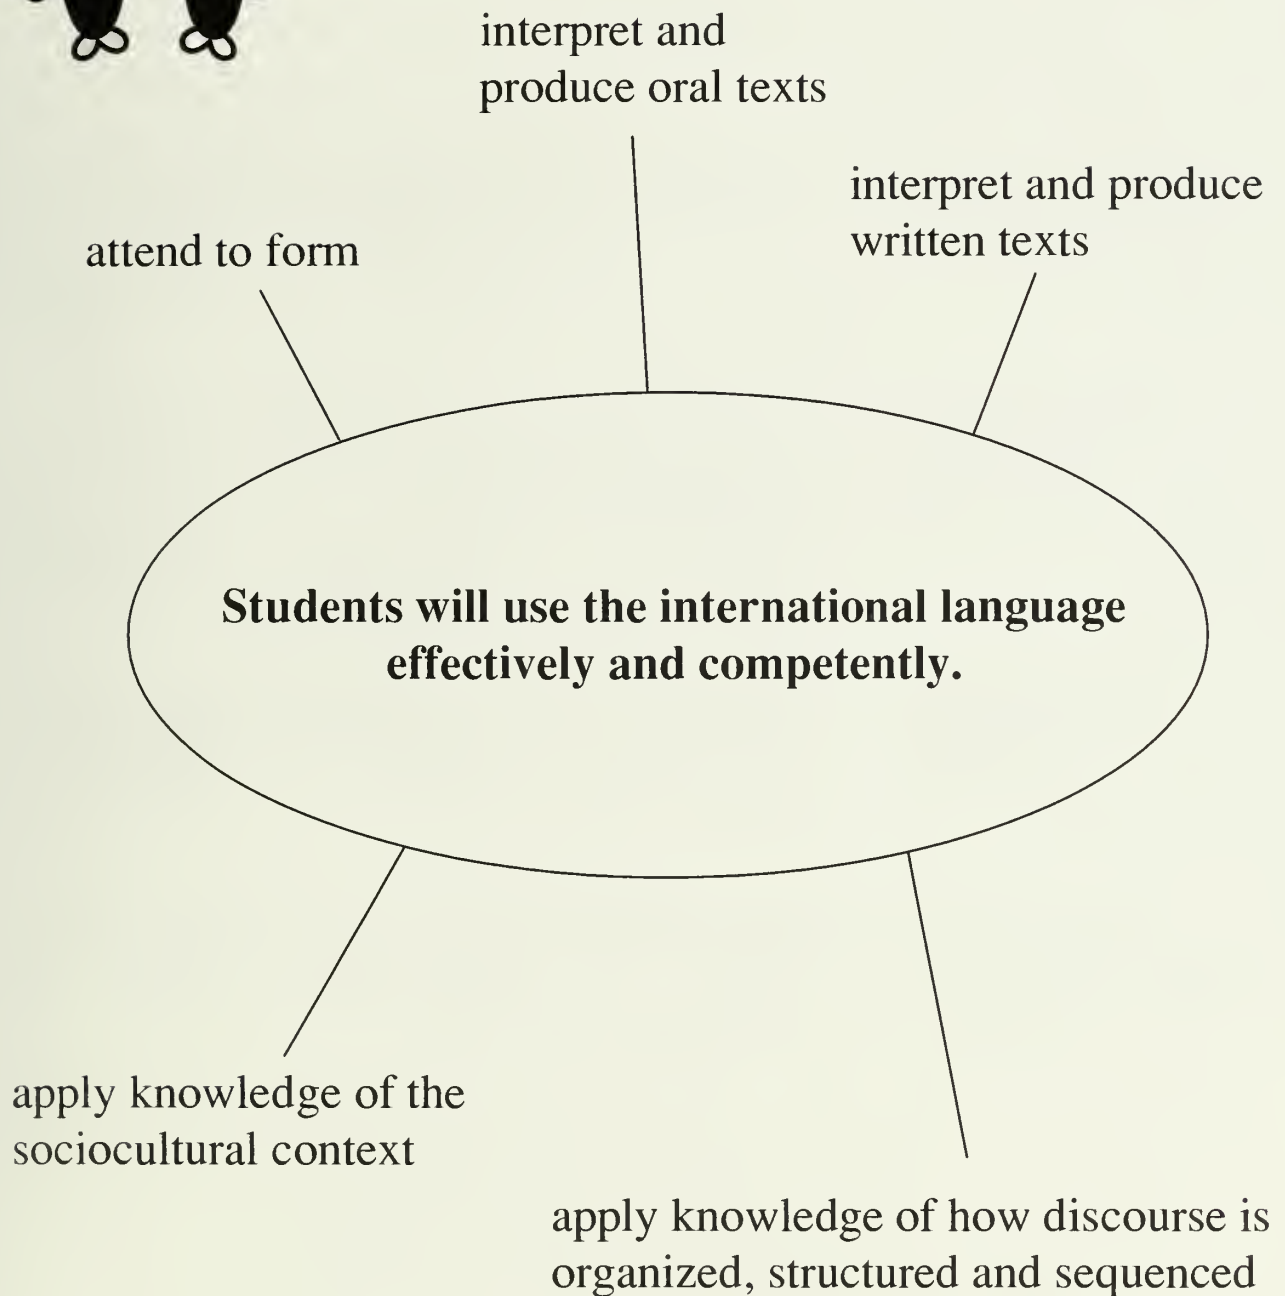 interpret and
produce oral texts
interpret and produce
written texts
attend to form
Students will use the international language
effectively and competently.
apply knowledge of the
sociocultural context
apply knowledge of how discourse is
organized, structured and sequenced